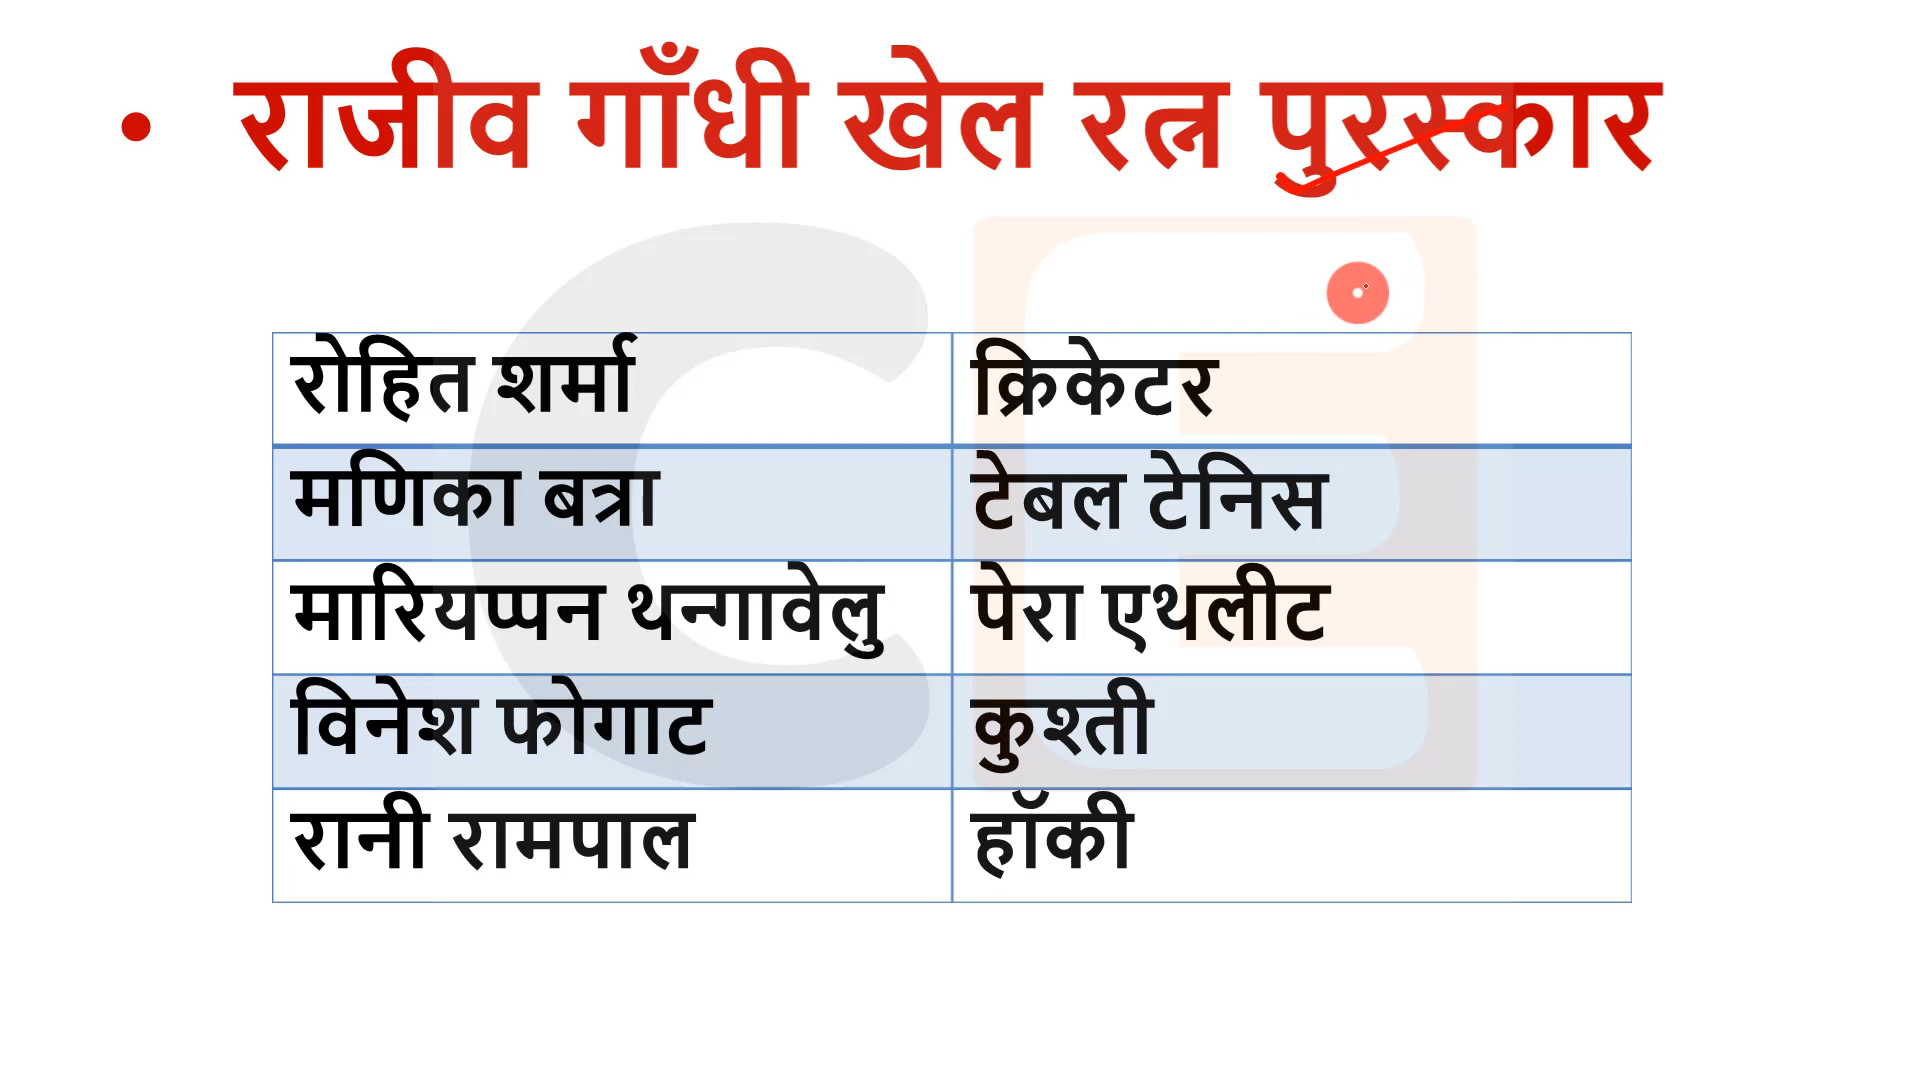 • राजीव गाँधी खेल रत्न पुरस्कार
रोहित शर्मा क्रिकेटर
मणिका बत्रा टेबल टेनिस
मारियप्पन थन्गावेलु पेरा एथलीट
विनेश फोगाट कुश्ती
रानी रामपाल हॉकी